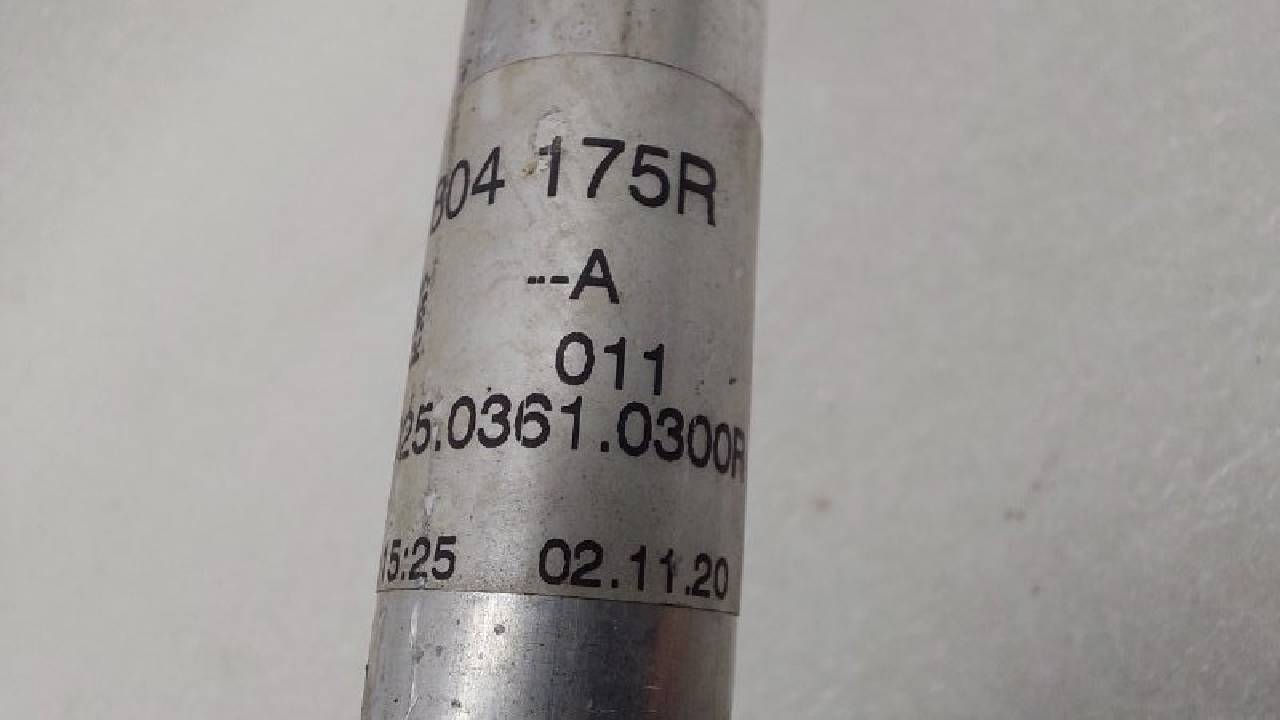 804 175R
---A
011
25.0361.0300R
15:25 02.11.20